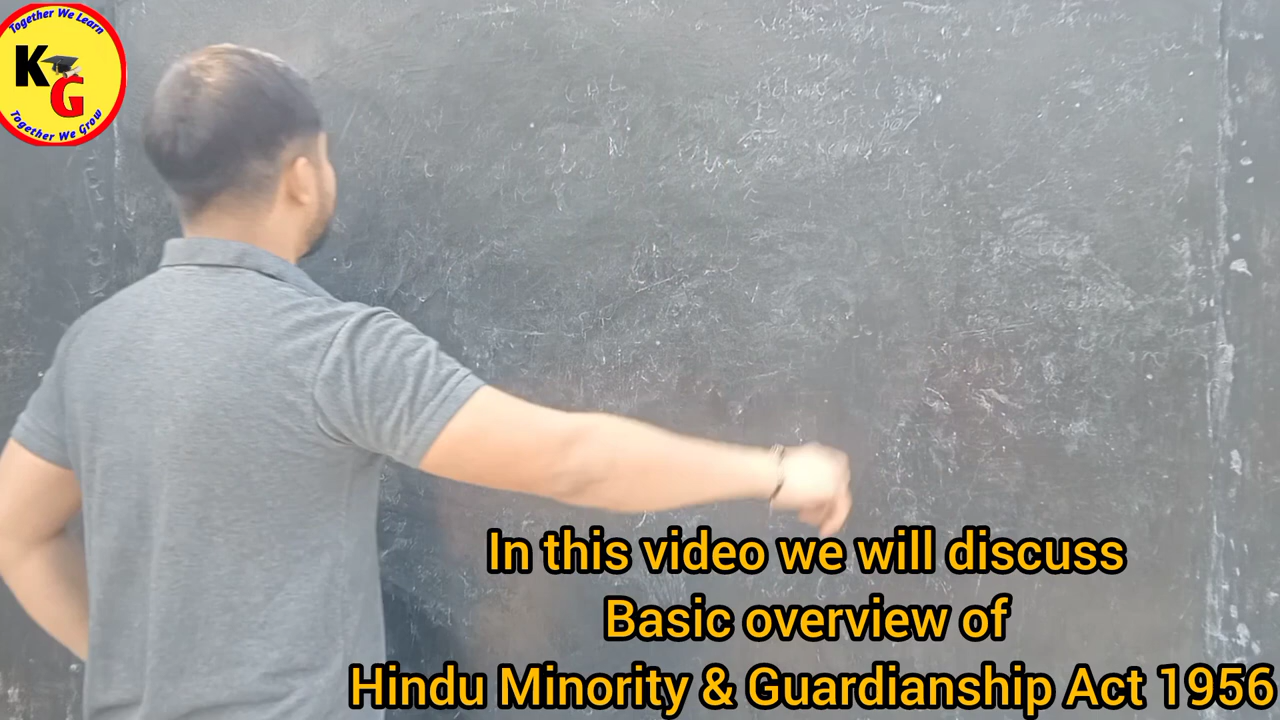 Together We Learn
KG
Together We Grow
In this video we will discuss
Basic overview of
Hindu Minority & Guardianship Act 1956